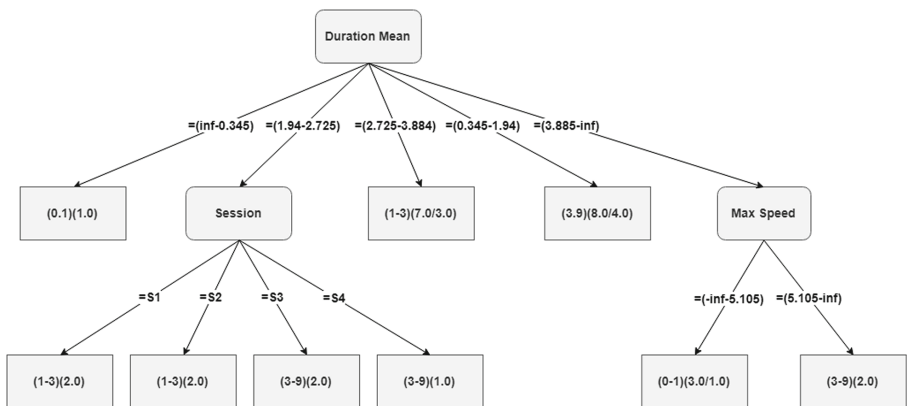 Duration Mean
=(inf-0.345)
=(1.94-2.725)
=(2.725-3.884)
=(0.345-1.94)
=(3.885-inf)
(0.1)(1.0)
Session
(1-3)(7.0/3.0)
(3.9)(8.0/4.0)
Max Speed
=S1
=S2
=S3
=S4
=(-inf-5.105)
=(5.105-inf)
(1-3)(2.0)
(1-3)(2.0)
(3-9)(2.0)
(3-9)(1.0)
(0-1)(3.0/1.0)
(3-9)(2.0)